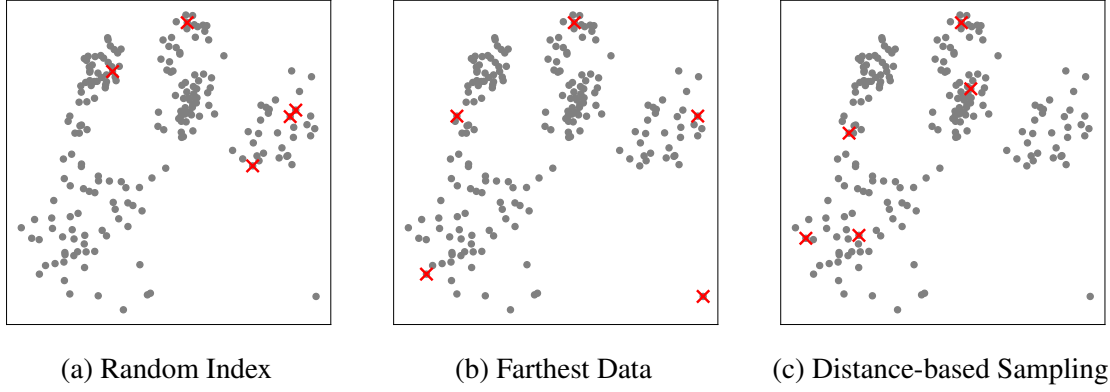 (a) Random Index
(b) Farthest Data
(c) Distance-based Sampling